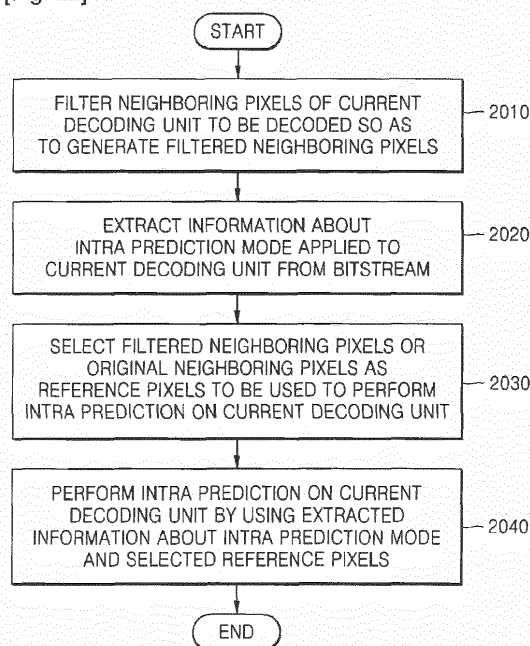 START
FILTER NEIGHBORING PIXELS OF CURRENT
DECODING UNIT TO BE DECODED SO AS
TO GENERATE FILTERED NEIGHBORING PIXELS
2010
EXTRACT INFORMATION ABOUT
INTRA PREDICTION MODE APPLIED TO
CURRENT DECODING UNIT FROM BITSTREAM
2020
SELECT FILTERED NEIGHBORING PIXELS OR
ORIGINAL NEIGHBORING PIXELS AS
REFERENCE PIXELS TO BE USED TO PERFORM
INTRA PREDICTION ON CURRENT DECODING UNIT
2030
PERFORM INTRA PREDICTION ON CURRENT
DECODING UNIT BY USING EXTRACTED
INFORMATION ABOUT INTRA PREDICTION MODE
AND SELECTED REFERENCE PIXELS
2040
END